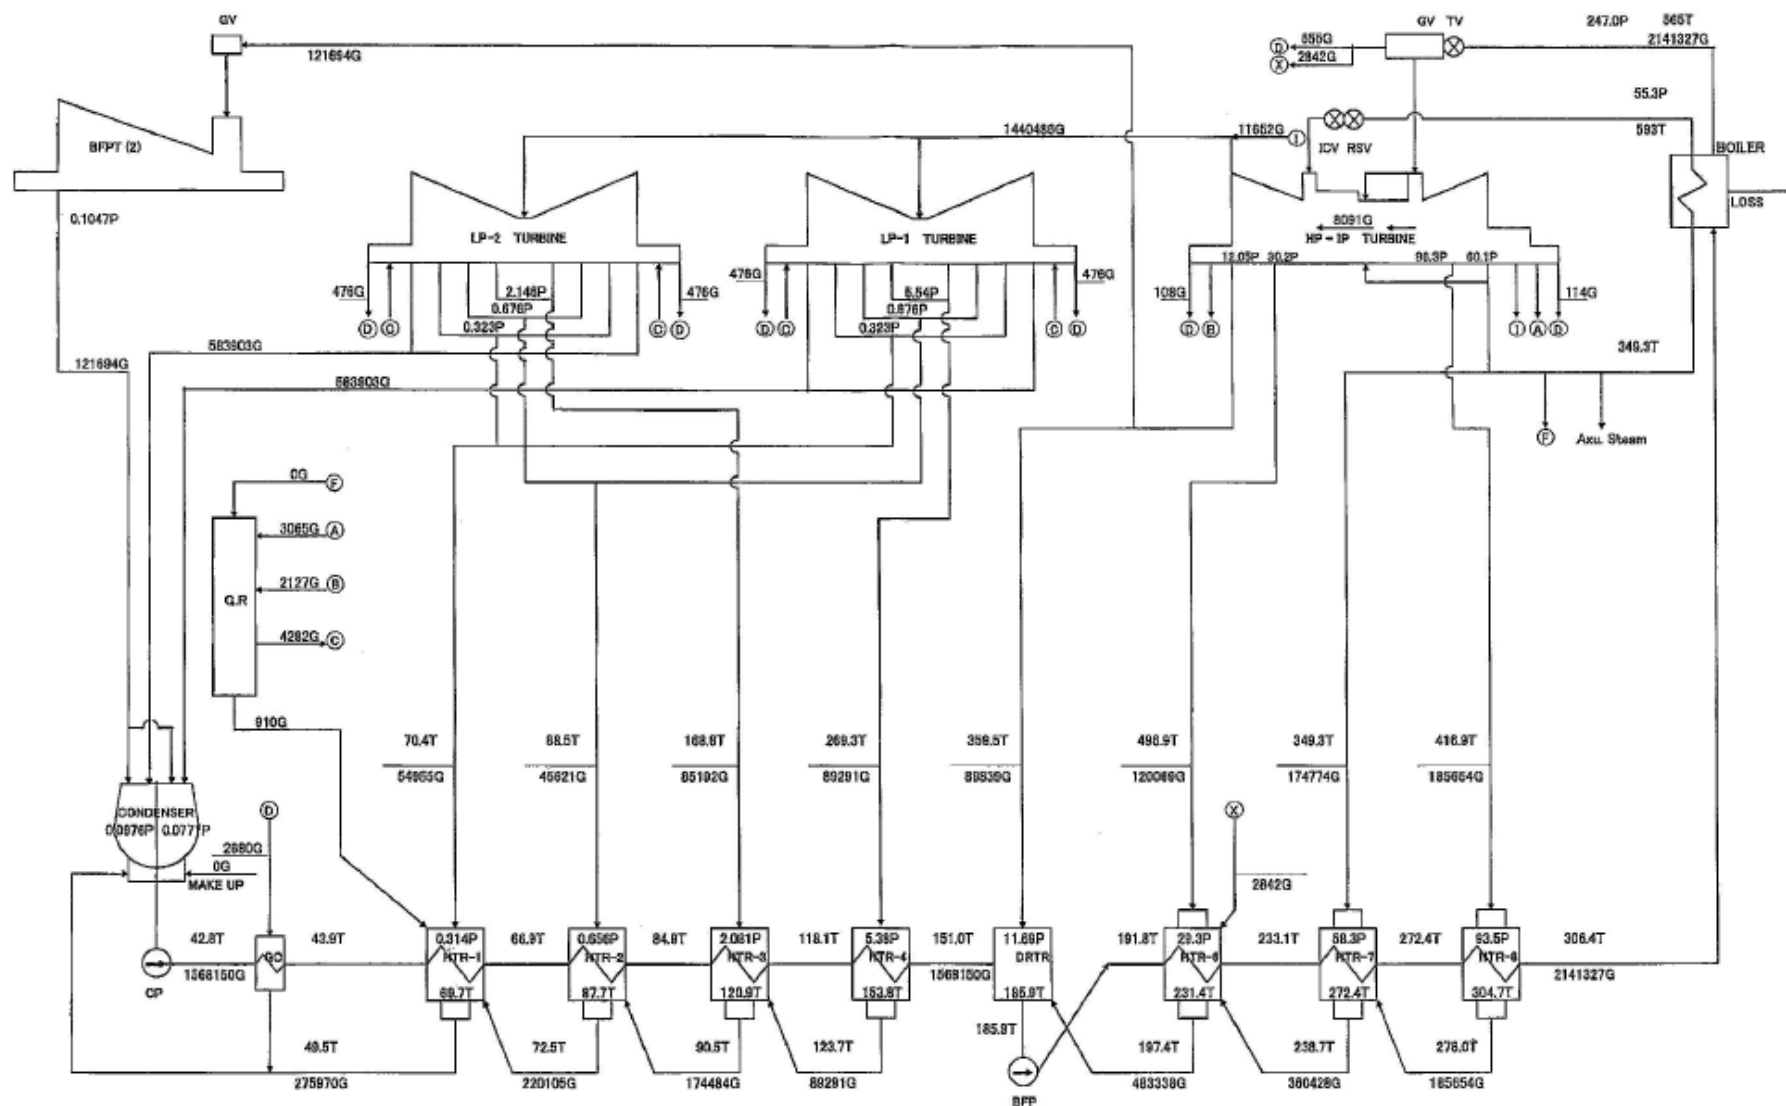 GV
GV TV
247.0P
565T
2141327G
121694G
D
556G
X
2842G
55.3P
593T
BFPT (2)
1440488G
11652G
I
ICV RSV
BOILER
LOSS
0.1047P
LP-2 TURBINE
LP-1 TURBINE
8091G
HP-IP TURBINE
12.05P
30.2P
96.3P
60.1P
476G
2.146P
476G
476G
5.54P
476G
108G
114G
0.676P
0.676P
D
C
0.323P
C
D
D
C
0.323P
C
D
D
B
I
A
D
121694G
583903G
583903G
349.3T
F
Axu. Steam
0G
F
3065G
A
2127G
B
G.R
4282G
C
910G
70.4T
88.5T
168.8T
269.3T
359.5T
496.9T
349.3T
416.9T
54955G
45621G
85192G
89291G
89839G
120069G
174774G
185654G
CONDENSER
0.0976P
D
X
2680G
0G
MAKE UP
2842G
42.8T
43.9T
0.314P
66.9T
0.656P
84.9T
2.081P
118.1T
5.38P
151.0T
11.69P
191.8T
29.3P
233.1T
58.3P
272.4T
93.5P
306.4T
GC
HTR-1
HTR-2
HTR-3
HTR-4
DRTR
HTR-6
HTR-7
HTR-8
1568150G
1568150G
2141327G
CP
69.7T
87.7T
120.9T
153.8T
185.9T
231.4T
272.4T
304.7T
49.5T
72.5T
90.5T
123.7T
185.9T
197.4T
238.7T
278.0T
275970G
220105G
174484G
89291G
483338G
360428G
185654G
BFP